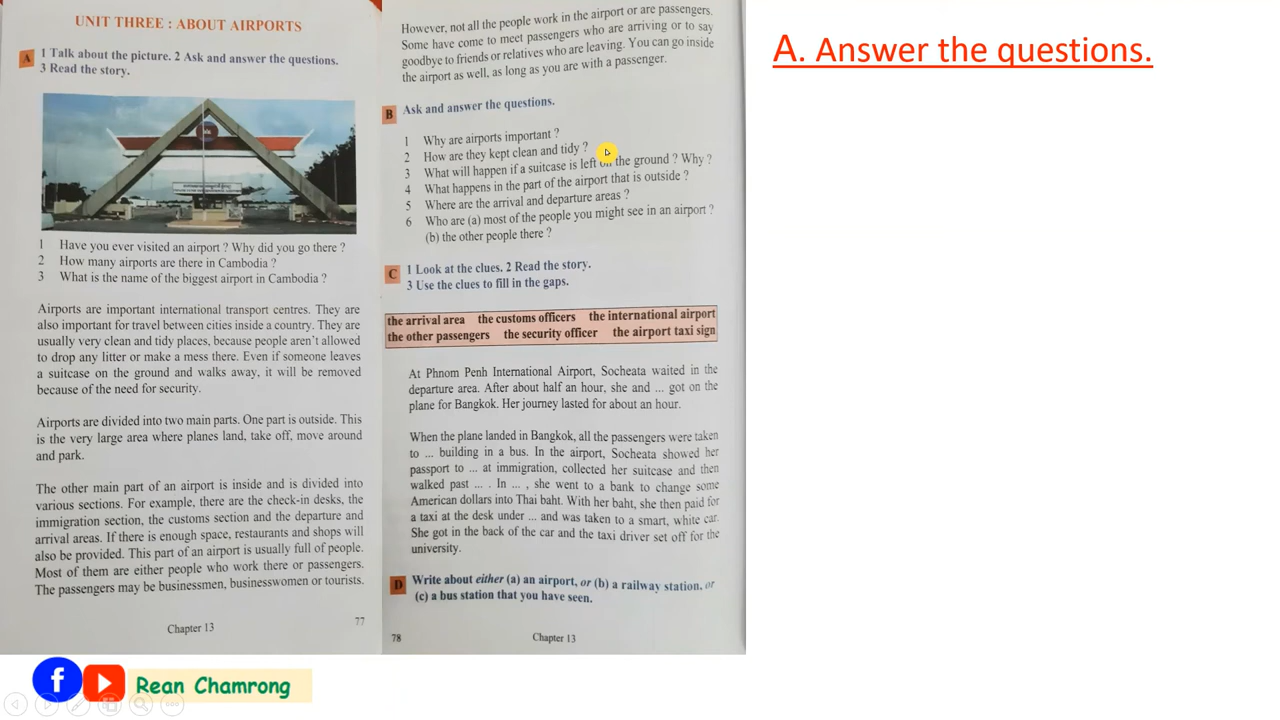 UNIT THREE : ABOUT AIRPORTS
A
1 Talk about the picture. 2 Ask and answer the questions.
3 Read the story.
1 Have you ever visited an airport ? Why did you go there ?
2 How many airports are there in Cambodia ?
3 What is the name of the biggest airport in Cambodia ?
Airports are important international transport centres. They are
also important for travel between cities inside a country. They are
usually very clean and tidy places, because people aren't allowed
to drop any litter or make a mess there. Even if someone leaves
a suitcase on the ground and walks away, it will be removed
because of the need for security.
Airports are divided into two main parts. One part is outside. This
is the very large area where planes land, take off, move around
and park.
The other main part of an airport is inside and is divided into
various sections. For example, there are the check-in desks, the
immigration section, the customs section and the departure and
arrival areas. If there is enough space, restaurants and shops will
also be provided. This part of an airport is usually full of people.
Most of them are either people who work there or passengers.
The passengers may be businessmen, businesswomen or tourists.
Chapter 13
77
However, not all the people work in the airport or are passengers.
Some have come to meet passengers who are arriving or to say
goodbye to friends or relatives who are leaving. You can go inside
the airport as well, as long as you are with a passenger.
B
Ask and answer the questions.
1 Why are airports important ?
2 How are they kept clean and tidy ?
3 What will happen if a suitcase is left on the ground ? Why ?
4 What happens in the part of the airport that is outside ?
5 Where are the arrival and departure areas ?
6 Who are (a) most of the people you might see in an airport ?
(b) the other people there ?
C
1 Look at the clues. 2 Read the story.
3 Use the clues to fill in the gaps.
the arrival area the customs officers the international airport
the other passengers the security officer the airport taxi sign
At Phnom Penh International Airport, Socheata waited in the
departure area. After about half an hour, she and ... got on the
plane for Bangkok. Her journey lasted for about an hour.
When the plane landed in Bangkok, all the passengers were taken
to ... building in a bus. In the airport, Socheata showed her
passport to ... at immigration, collected her suitcase and then
walked past ... . In ... , she went to a bank to change some
American dollars into Thai baht. With her baht, she then paid for
a taxi at the desk under ... and was taken to a smart, white car.
She got in the back of the car and the taxi driver set off for the
university.
D
Write about either (a) an airport, or (b) a railway station, or
(c) a bus station that you have seen.
78
Chapter 13
A. Answer the questions.
f
Rean Chamrong